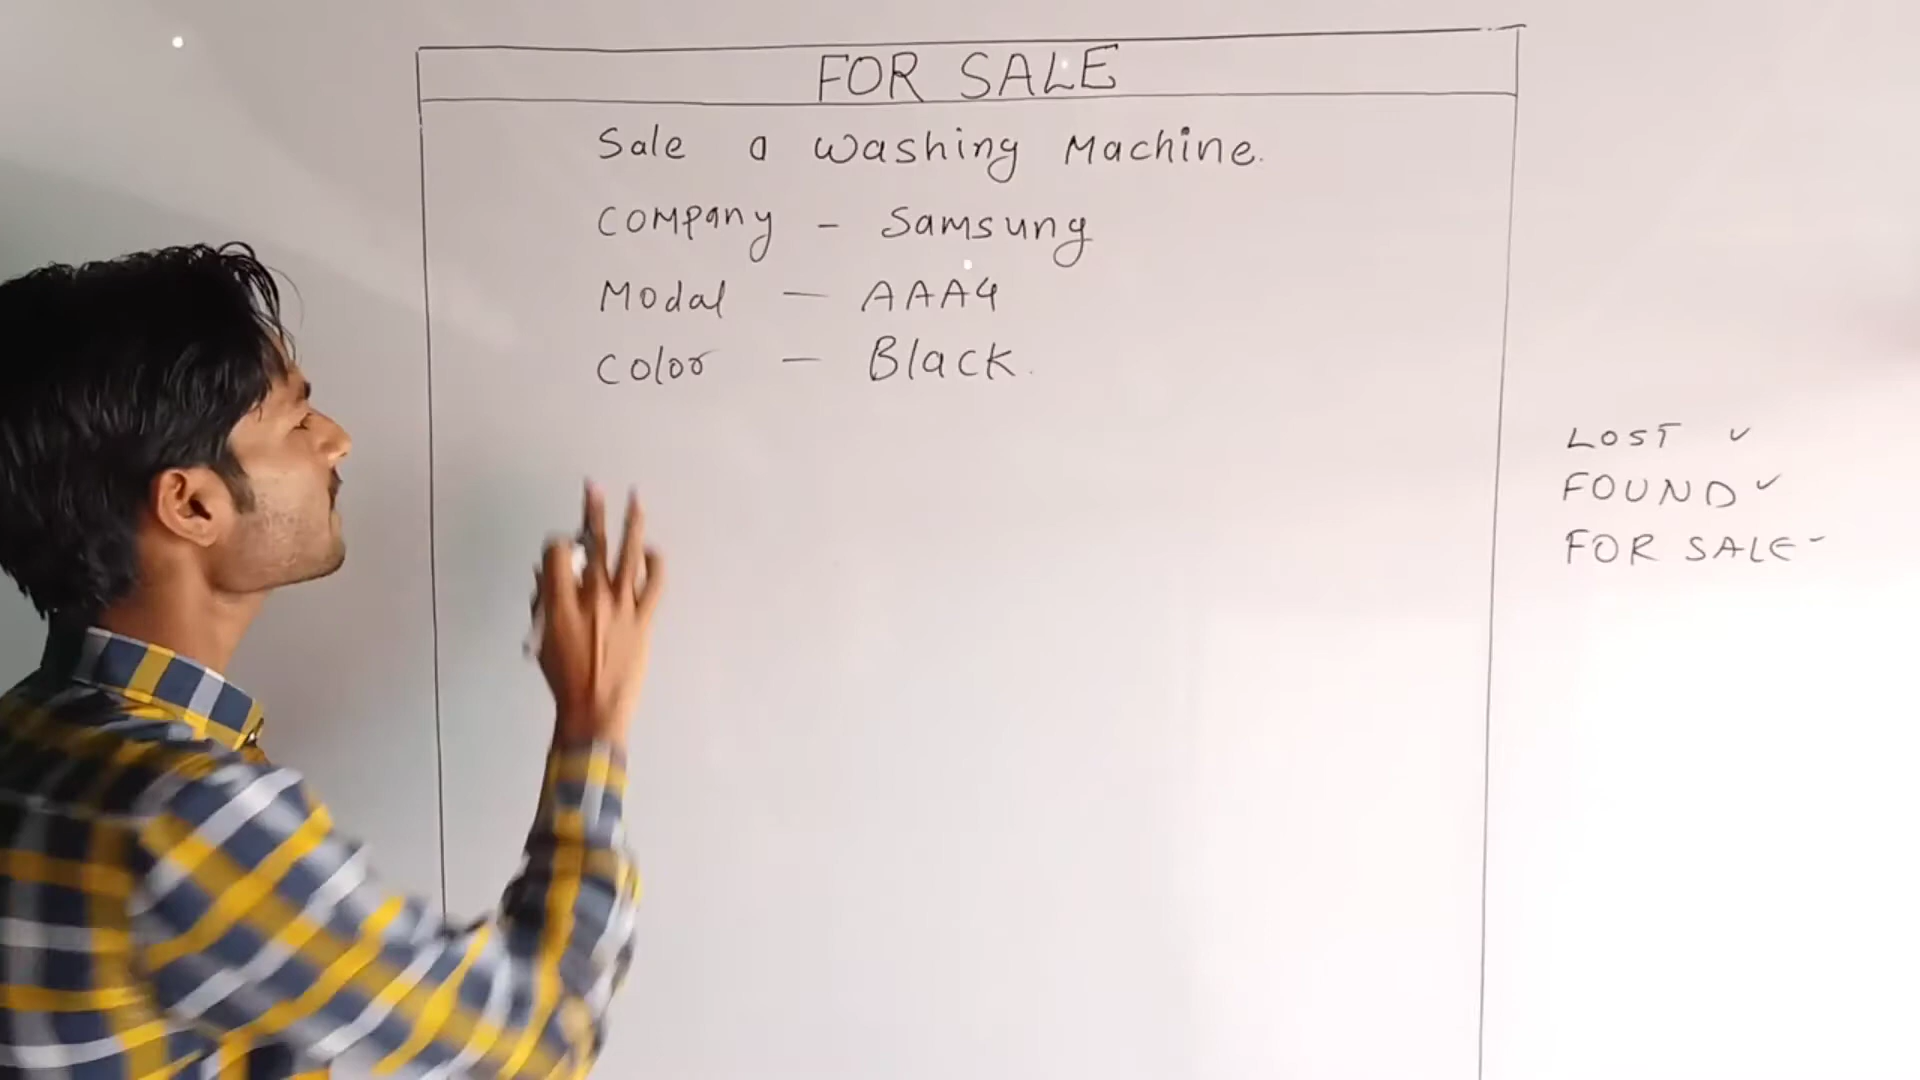 FOR SALE
Sale a Washing Machine.
Company - Samsung
Modal - AAA4
Color - Black.
LOST ✓
FOUND ✓
FOR SALE -